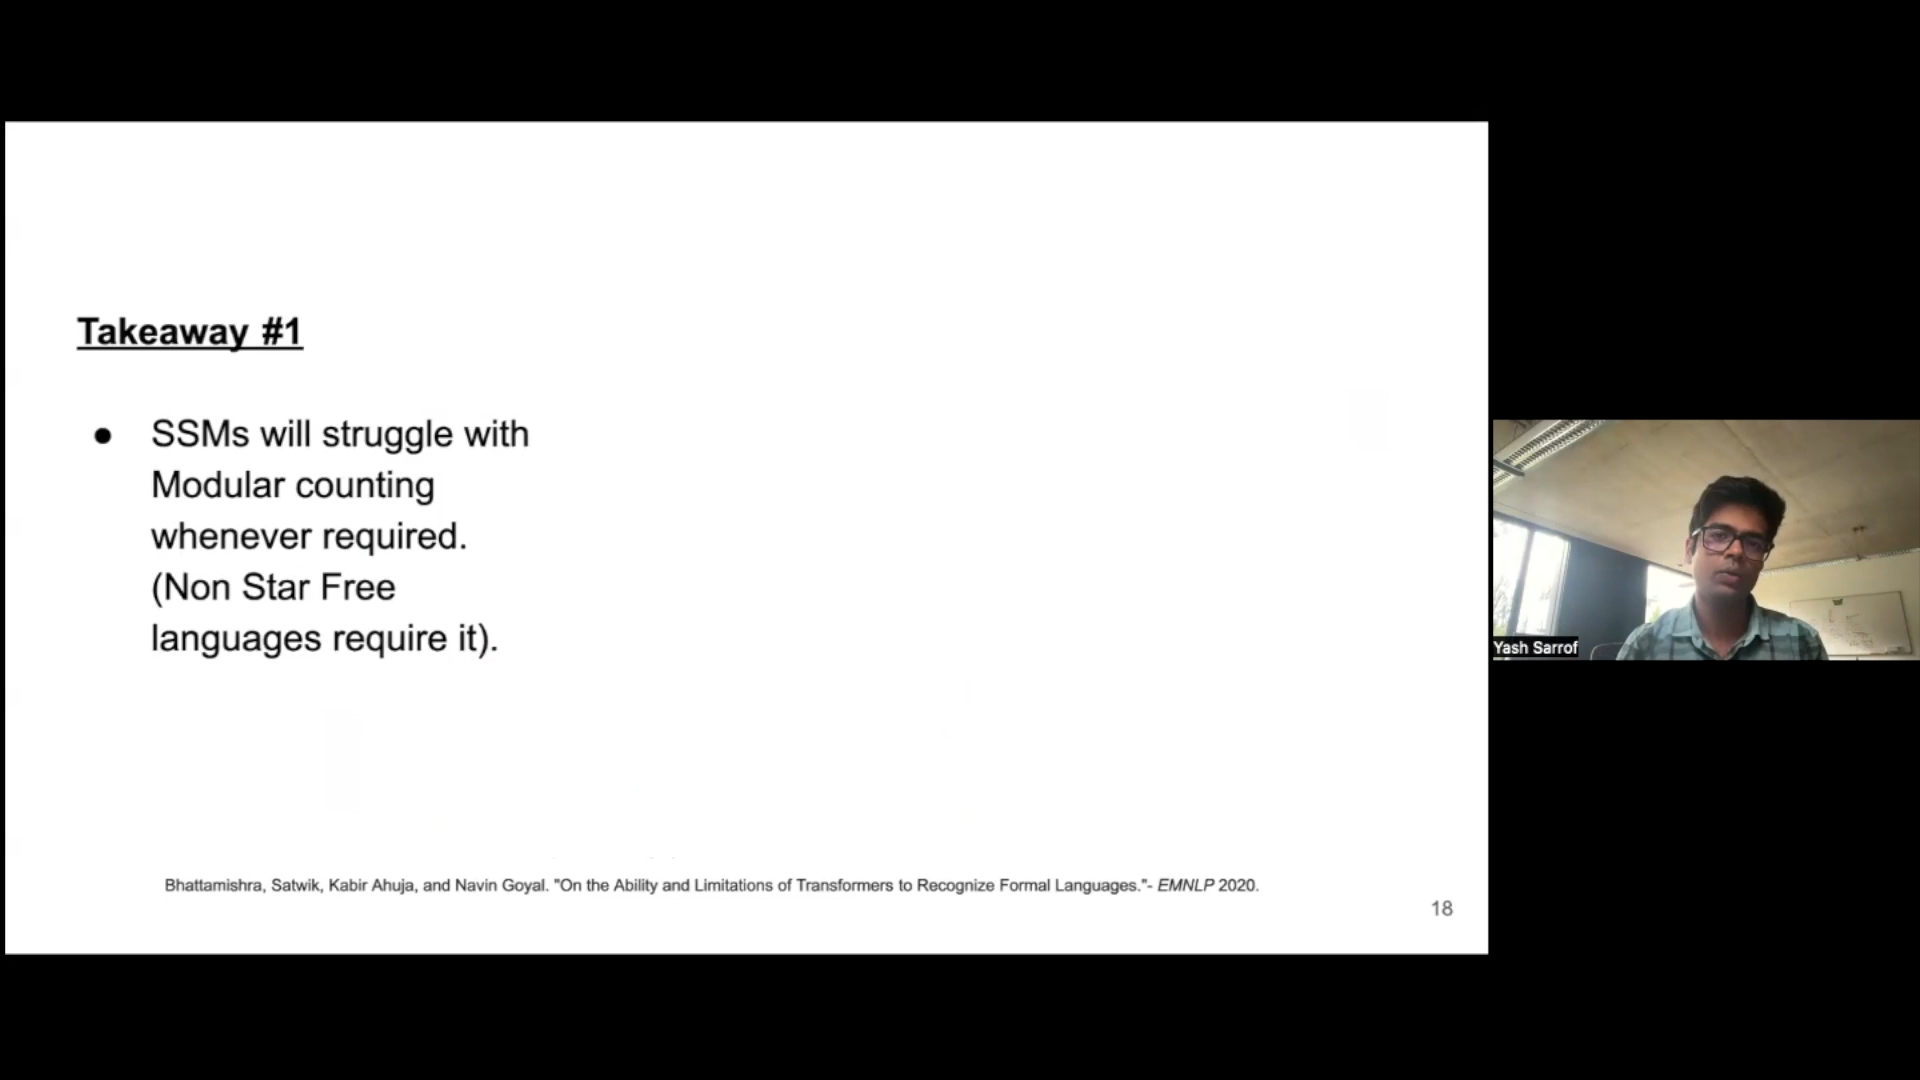 Takeaway #1
● SSMs will struggle with
Modular counting
whenever required.
(Non Star Free
languages require it).
Bhattamishra, Satwik, Kabir Ahuja, and Navin Goyal. "On the Ability and Limitations of Transformers to Recognize Formal Languages."- EMNLP 2020.
18
Yash Sarrof